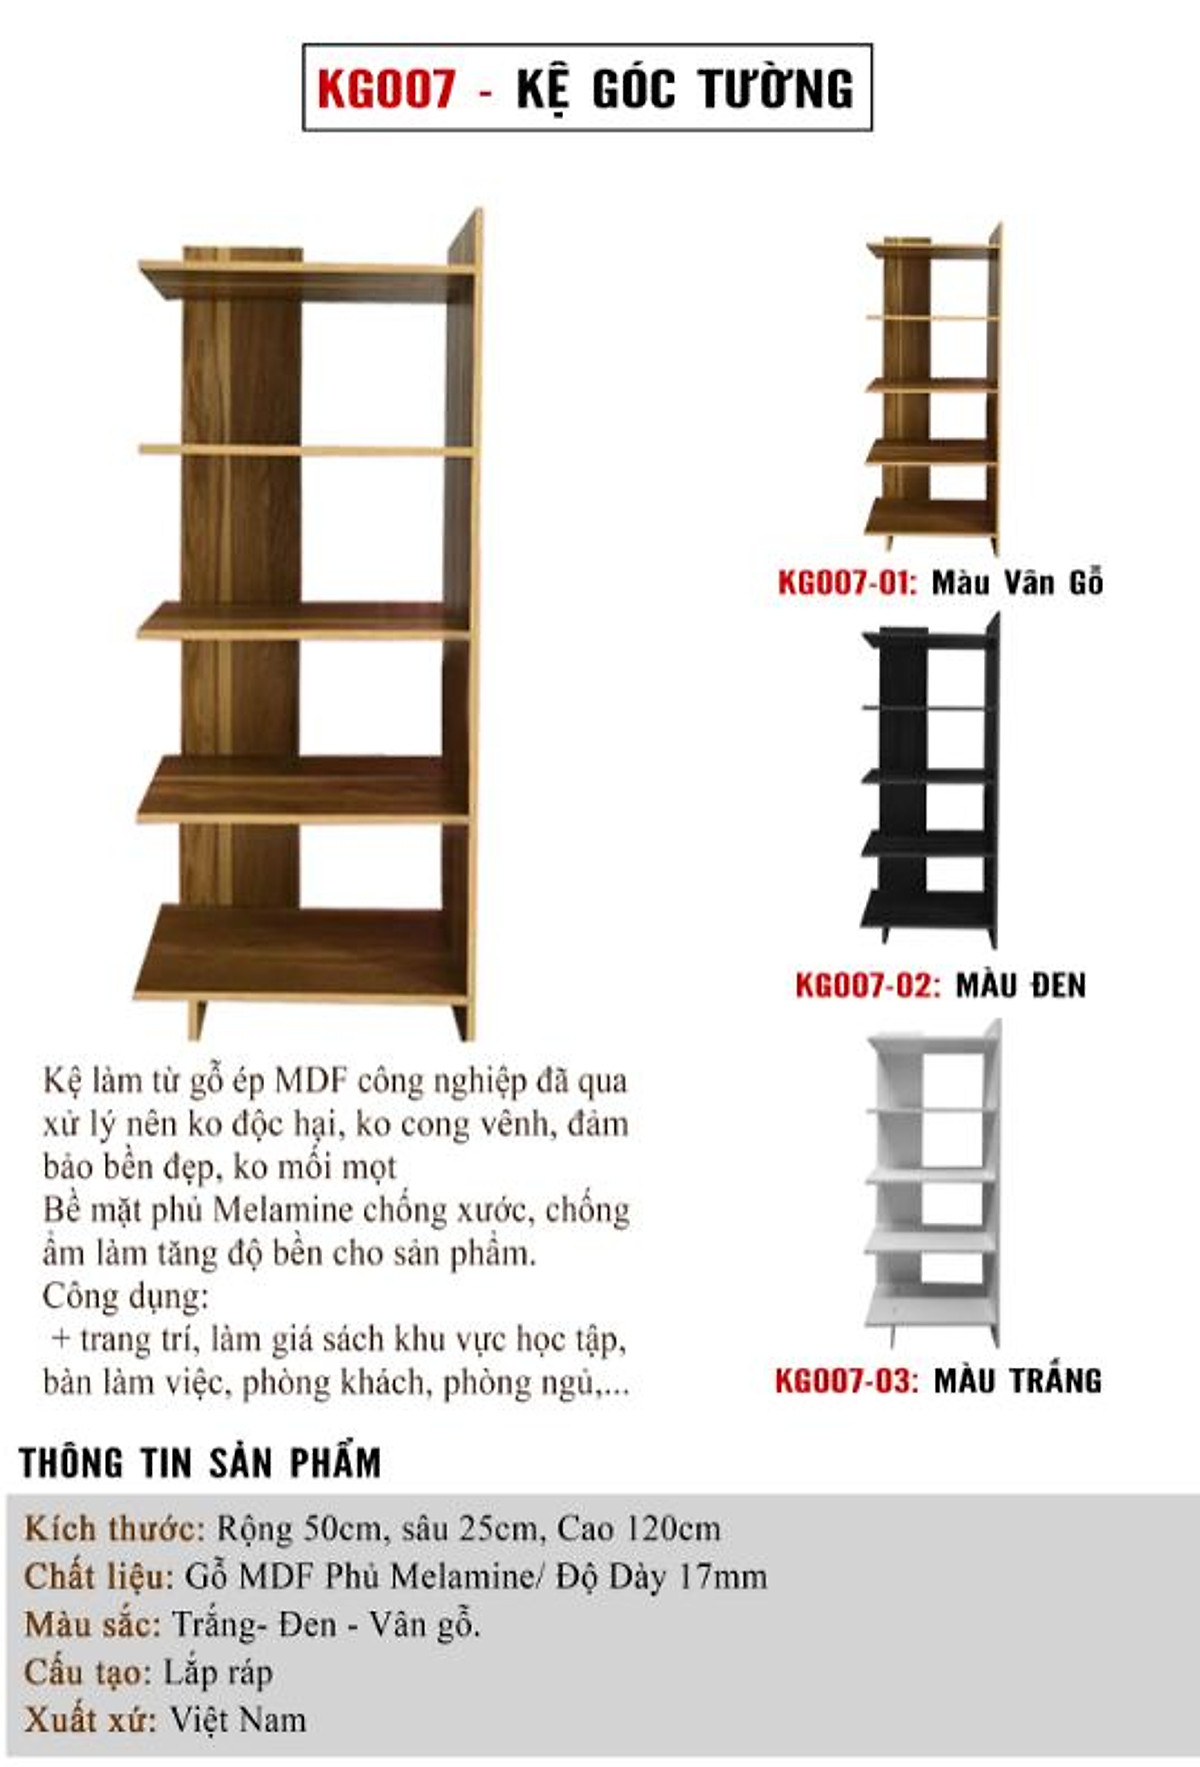 KG007 - KỆ GÓC TƯỜNG
KG007-01: Màu Vân Gỗ
KG007-02: MÀU ĐEN
KG007-03: MÀU TRẮNG
Kệ làm từ gỗ ép MDF công nghiệp đã qua
xử lý nên ko độc hại, ko cong vênh, đảm
bảo bền đẹp, ko mối mọt
Bề mặt phủ Melamine chống xước, chống
ẩm làm tăng độ bền cho sản phẩm.
Công dụng:
+ trang trí, làm giá sách khu vực học tập,
bàn làm việc, phòng khách, phòng ngủ,...
THÔNG TIN SẢN PHẨM
Kích thước: Rộng 50cm, sâu 25cm, Cao 120cm
Chất liệu: Gỗ MDF Phủ Melamine/ Độ Dày 17mm
Màu sắc: Trắng- Đen - Vân gỗ.
Cấu tạo: Lắp ráp
Xuất xứ: Việt Nam